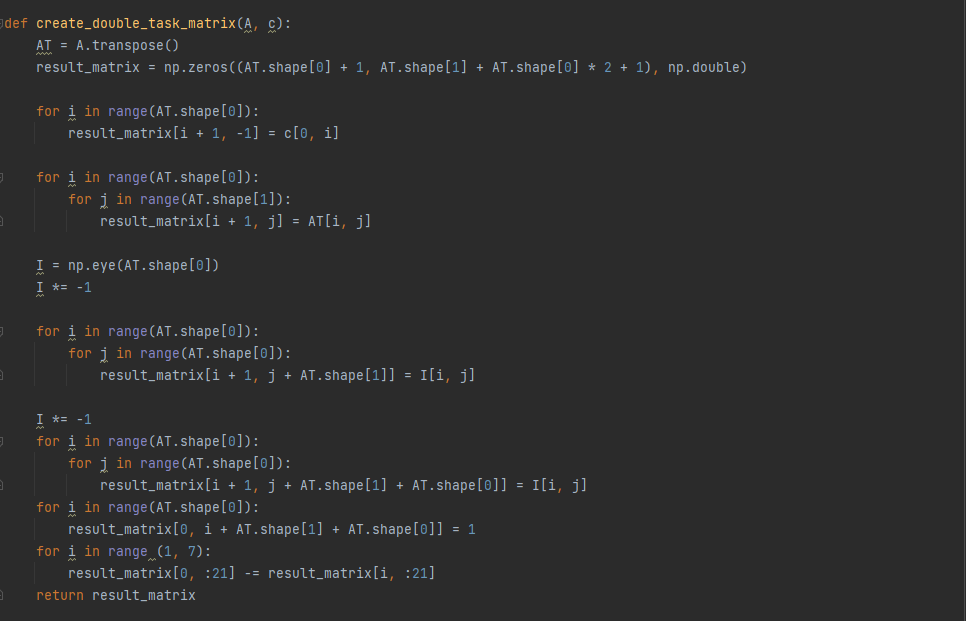 def create_double_task_matrix(A, c):
    AT = A.transpose()
    result_matrix = np.zeros((AT.shape[0] + 1, AT.shape[1] + AT.shape[0] * 2 + 1), np.double)
    for i in range(AT.shape[0]):
        result_matrix[i + 1, -1] = c[0, i]
    for i in range(AT.shape[0]):
        for j in range(AT.shape[1]):
            result_matrix[i + 1, j] = AT[i, j]
    I = np.eye(AT.shape[0])
    I *= -1
    for i in range(AT.shape[0]):
        for j in range(AT.shape[0]):
            result_matrix[i + 1, j + AT.shape[1]] = I[i, j]
    I *= -1
    for i in range(AT.shape[0]):
        for j in range(AT.shape[0]):
            result_matrix[i + 1, j + AT.shape[1] + AT.shape[0]] = I[i, j]
    for i in range(AT.shape[0]):
        result_matrix[0, i + AT.shape[1] + AT.shape[0]] = 1
    for i in range (1, 7):
        result_matrix[0, :21] -= result_matrix[i, :21]
    return result_matrix